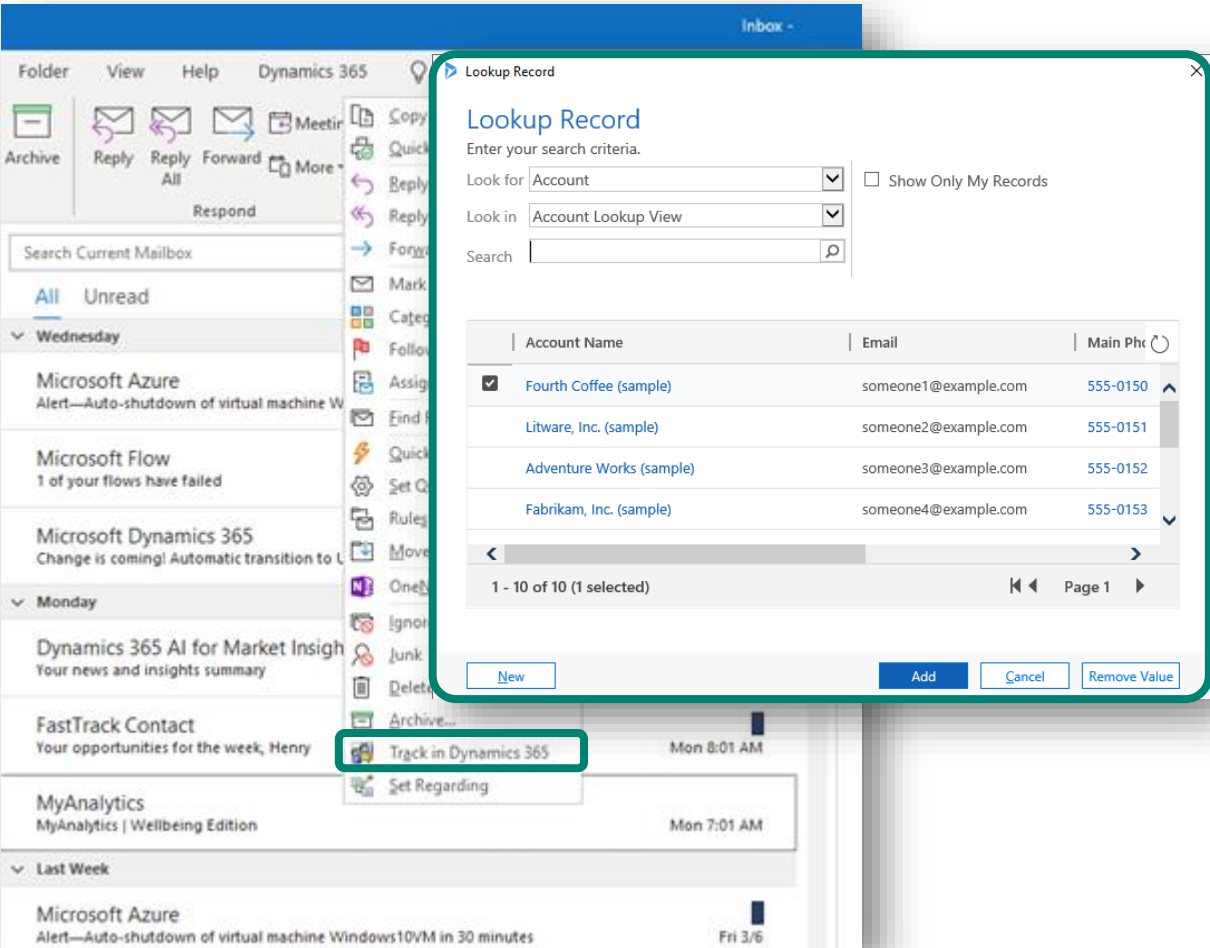 Inbox -
Folder View Help Dynamics 365
Archive
Reply
Reply All
Forward
Meetin
More
Respond
Search Current Mailbox
All Unread
Wednesday
Microsoft Azure
Alert—Auto-shutdown of virtual machine W
Microsoft Flow
1 of your flows have failed
Microsoft Dynamics 365
Change is coming! Automatic transition to U
Monday
Dynamics 365 AI for Market Insigh
Your news and insights summary
FastTrack Contact
Your opportunities for the week, Henry
Mon 8:01 AM
MyAnalytics
MyAnalytics | Wellbeing Edition
Mon 7:01 AM
Last Week
Microsoft Azure
Alert—Auto-shutdown of virtual machine Windows10VM in 30 minutes
Fri 3/6
Copy
Quick
Reply
Reply
Forwa
Mark
Categ
Follow
Assig
Find R
Quick
Set Q
Rules
Move
OneN
Ignor
Junk
Delete
Archive...
Track in Dynamics 365
Set Regarding
Lookup Record
Lookup Record
Enter your search criteria.
Look for Account
Show Only My Records
Look in Account Lookup View
Search
Account Name Email Main Pho
Fourth Coffee (sample) someone1@example.com 555-0150
Litware, Inc. (sample) someone2@example.com 555-0151
Adventure Works (sample) someone3@example.com 555-0152
Fabrikam, Inc. (sample) someone4@example.com 555-0153
1 - 10 of 10 (1 selected) Page 1
New Add Cancel Remove Value